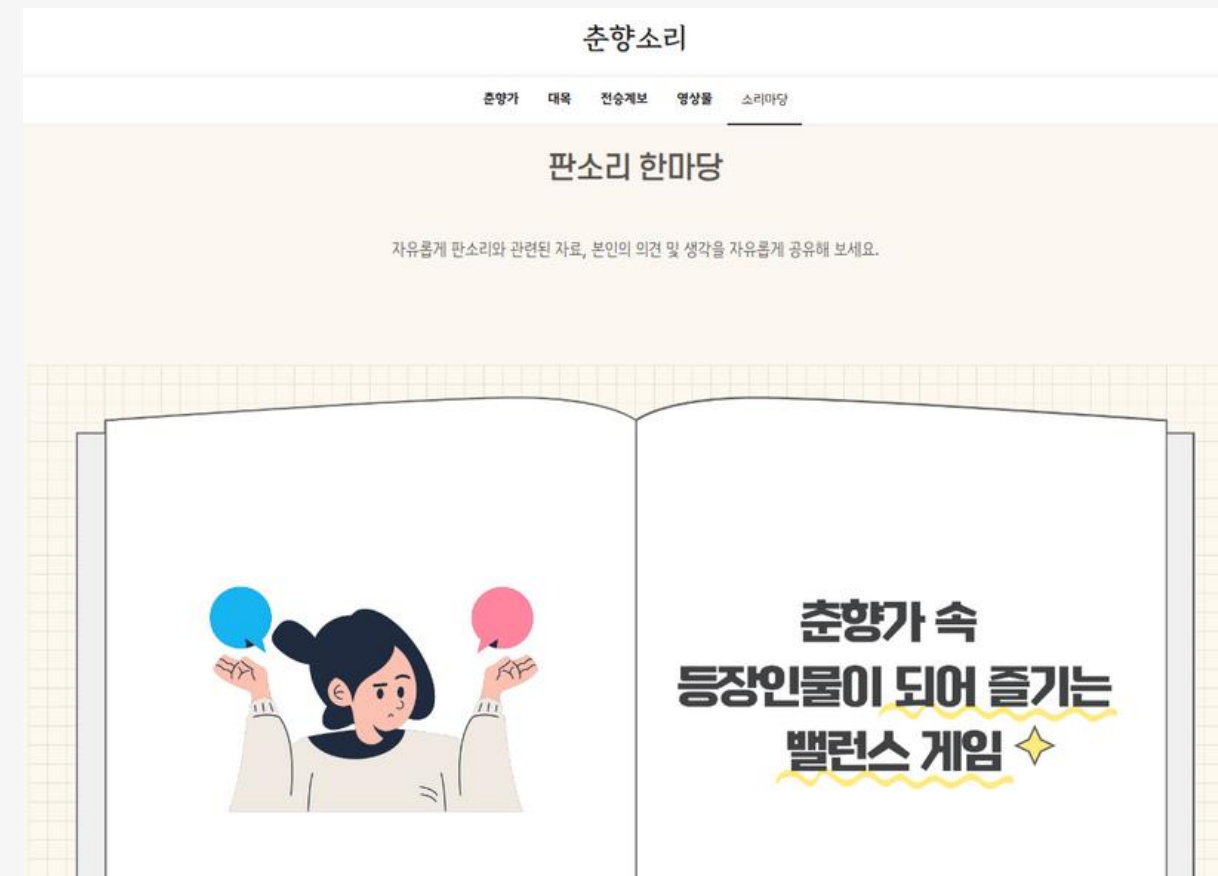 춘향소리
춘향가 대목 전승계보 영상물 소리마당
판소리 한마당
자유롭게 판소리와 관련된 자료, 본인의 의견 및 생각을 자유롭게 공유해 보세요.
춘향가 속
등장인물이 되어 즐기는
밸런스 게임